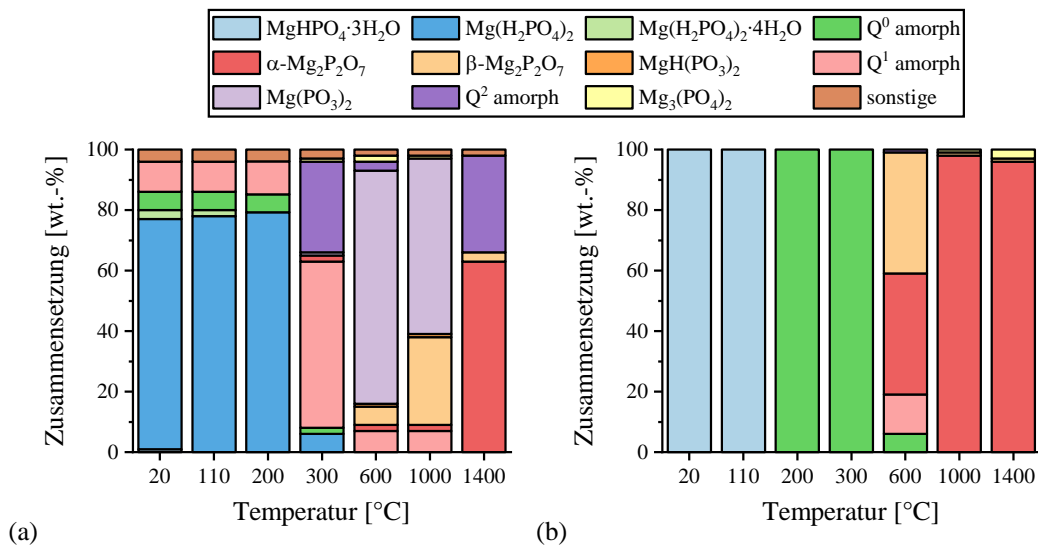 MgHPO₄·3H₂O Mg(H₂PO₄)₂ Mg(H₂PO₄)₂·4H₂O Q⁰ amorph
α-Mg₂P₂O₇ β-Mg₂P₂O₇ MgH(PO₃)₂ Q¹ amorph
Mg(PO₃)₂ Q² amorph Mg₃(PO₄)₂ sonstige
Zusammensetzung [wt.-%]
100
80
60
40
20
0
20 110 200 300 600 1000 1400
Temperatur [°C]
(a)
Zusammensetzung [wt.-%]
100
80
60
40
20
0
20 110 200 300 600 1000 1400
Temperatur [°C]
(b)